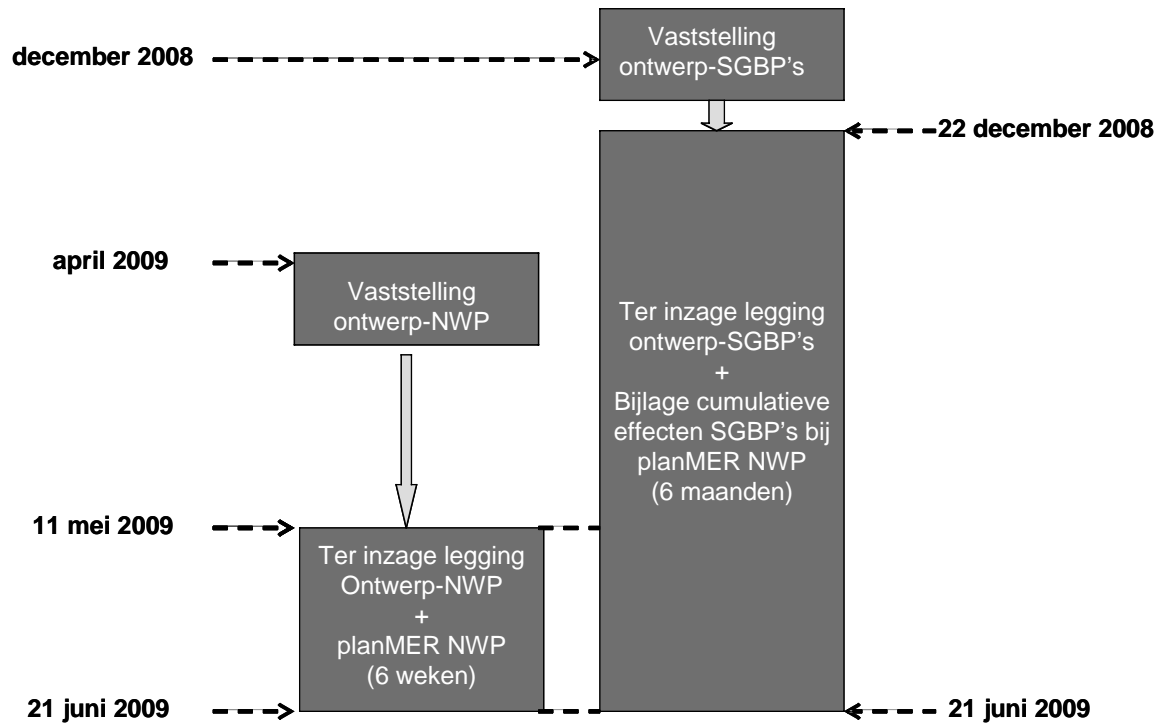 december 2008
Vaststelling
ontwerp-SGBP's
22 december 2008
april 2009
Vaststelling
ontwerp-NWP
Ter inzage legging
ontwerp-SGBP's
+
Bijlage cumulatieve
effecten SGBP's bij
planMER NWP
(6 maanden)
11 mei 2009
Ter inzage legging
Ontwerp-NWP
+
planMER NWP
(6 weken)
21 juni 2009
21 juni 2009